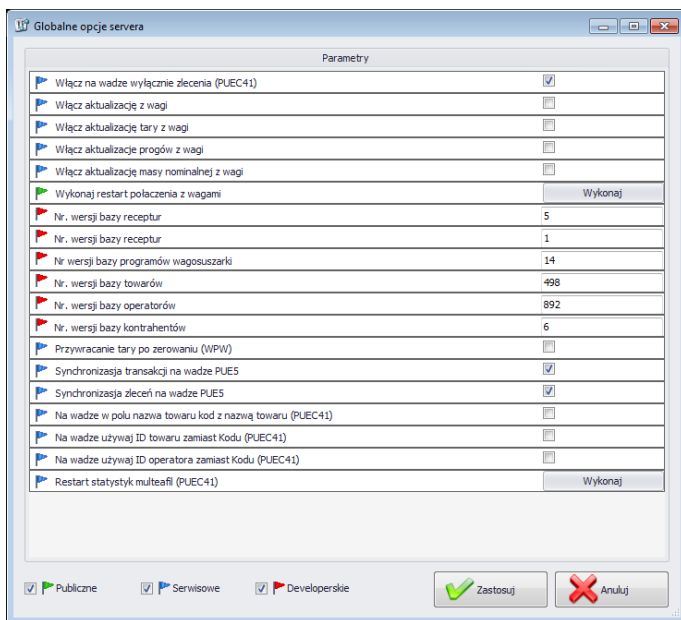 Globalne opcje servera
Parametry
Włącz na wadze wyłącznie zlecenia (PUEC41)
Włącz aktualizację z wagi
Włącz aktualizację tary z wagi
Włącz aktualizacje progów z wagi
Włącz aktualizację masy nominalnej z wagi
Wykonaj restart połaczenia z wagami Wykonaj
Nr. wersji bazy receptur 5
Nr. wersji bazy receptur 1
Nr wersji bazy programów wagosuszarki 14
Nr. wersji bazy towarów 498
Nr. wersji bazy operatorów 892
Nr. wersji bazy kontrahentów 6
Przywracanie tary po zerowaniu (WPW)
Synchronizasja transakcji na wadze PUE5
Synchronizasja zleceń na wadze PUE5
Na wadze w polu nazwa towaru kod z nazwą towaru (PUEC41)
Na wadze używaj ID towaru zamiast Kodu (PUEC41)
Na wadze używaj ID operatora zamiast Kodu (PUEC41)
Restart statystyk multeafil (PUEC41) Wykonaj
Publiczne Serwisowe Developerskie Zastosuj Anuluj